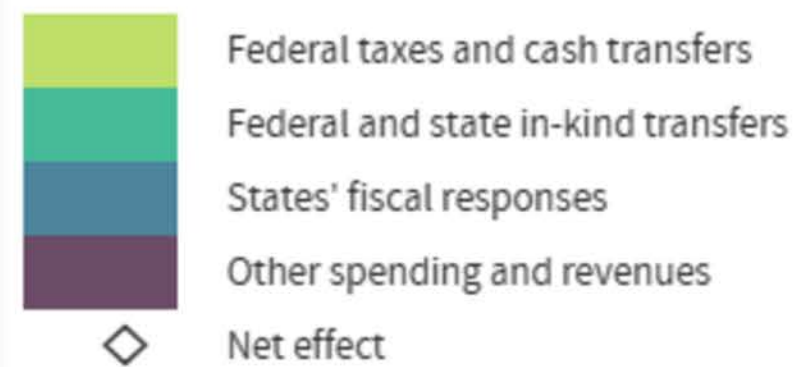 Federal taxes and cash transfers
Federal and state in-kind transfers
States' fiscal responses
Other spending and revenues
Net effect